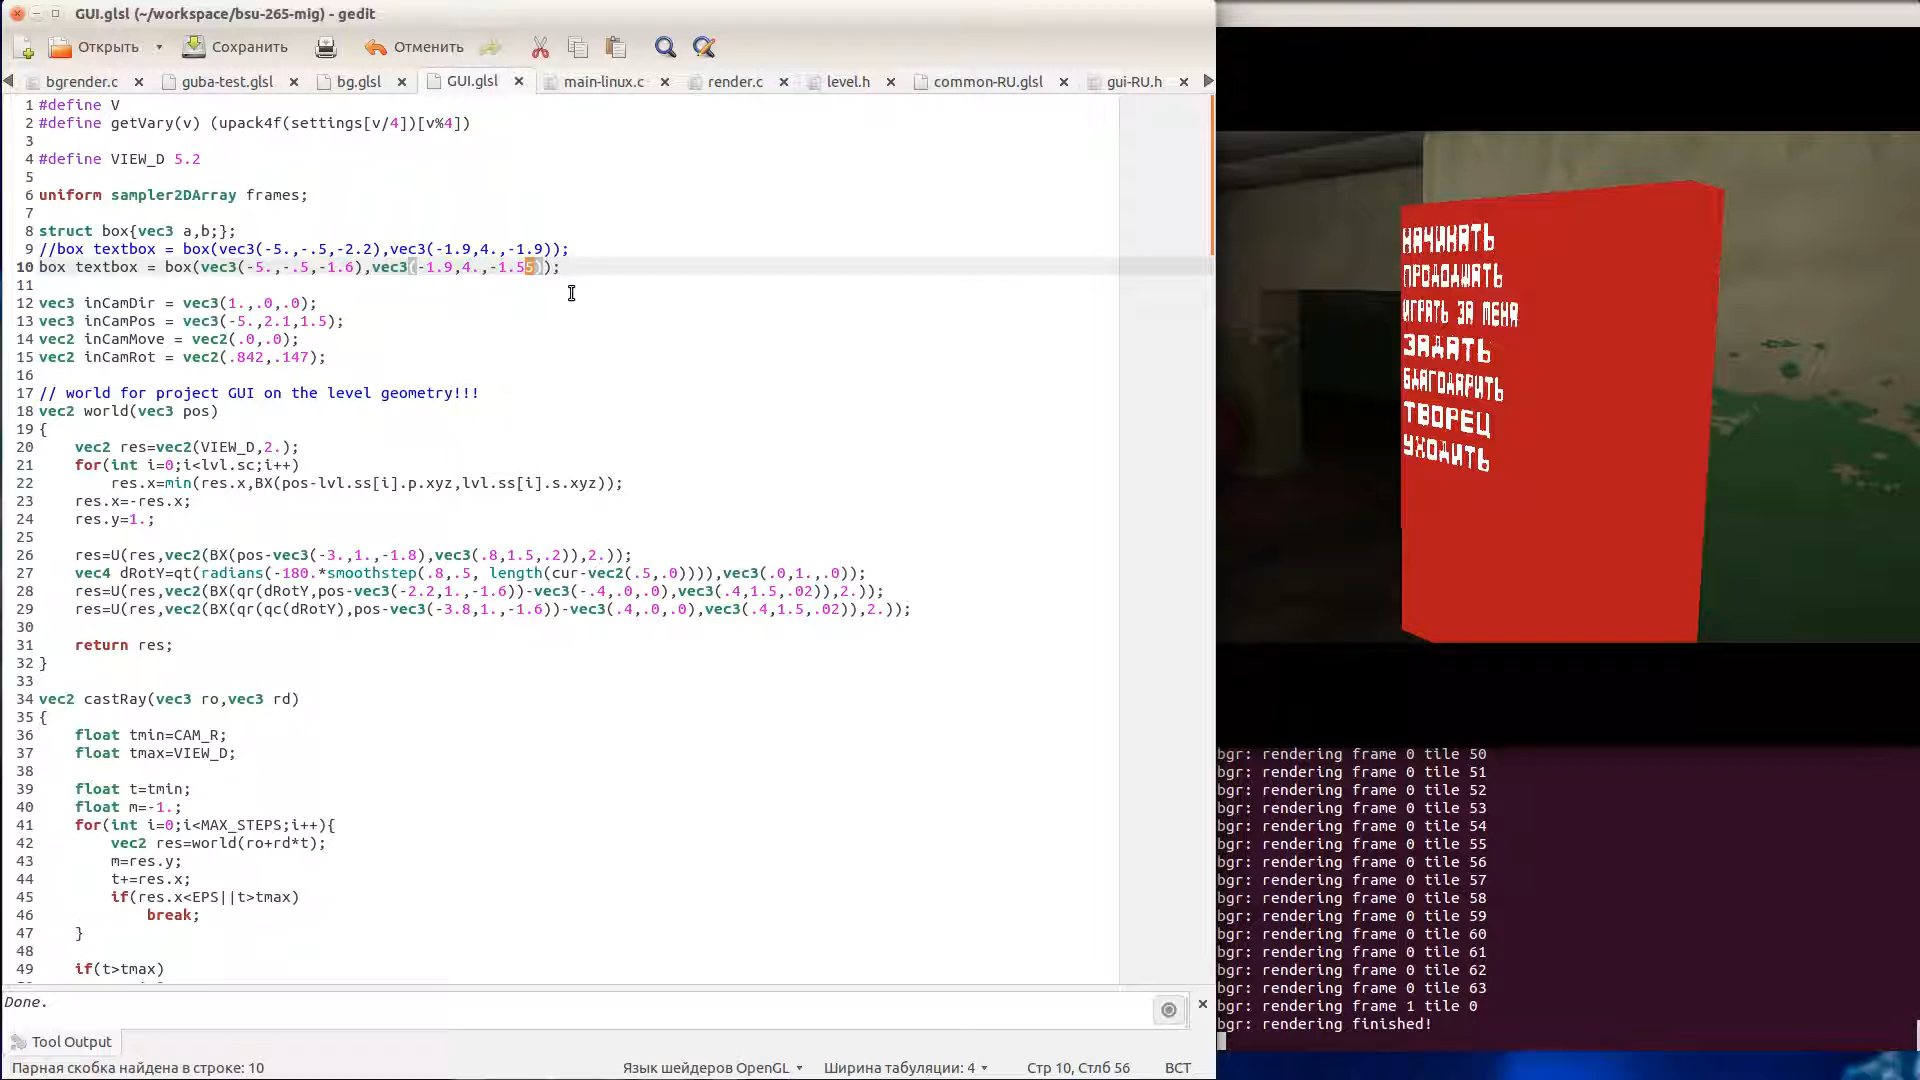 GUI.glsl (~/workspace/bsu-265-mig) - gedit
Открыть Сохранить Отменить
bgrender.c guba-test.glsl bg.glsl GUI.glsl main-linux.c render.c level.h common-RU.glsl gui-RU.h
1 #define V
2 #define getVary(v) (upack4f(settings[v/4])[v%4])
3
4 #define VIEW_D 5.2
5
6 uniform sampler2DArray frames;
7
8 struct box{vec3 a,b;};
9 //box textbox = box(vec3(-5.,-.5,-2.2),vec3(-1.9,4.,-1.9));
10 box textbox = box(vec3(-5.,-.5,-1.6),vec3(-1.9,4.,-1.55));
11
12 vec3 inCamDir = vec3(1.,.0,.0);
13 vec3 inCamPos = vec3(-5.,2.1,1.5);
14 vec2 inCamMove = vec2(.0,.0);
15 vec2 inCamRot = vec2(.842,.147);
16
17 // world for project GUI on the level geometry!!!
18 vec2 world(vec3 pos)
19 {
20 vec2 res=vec2(VIEW_D,2.);
21 for(int i=0;i<lvl.sc;i++)
22 res.x=min(res.x,BX(pos-lvl.ss[i].p.xyz,lvl.ss[i].s.xyz));
23 res.x=-res.x;
24 res.y=1.;
25
26 res=U(res,vec2(BX(pos-vec3(-3.,1.,-1.8),vec3(.8,1.5,.2)),2.));
27 vec4 dRotY=qt(radians(-180.*smoothstep(.8,.5, length(cur-vec2(.5,.0)))),vec3(.0,1.,.0));
28 res=U(res,vec2(BX(qr(dRotY,pos-vec3(-2.2,1.,-1.6))-vec3(-.4,.0,.0),vec3(.4,1.5,.02)),2.));
29 res=U(res,vec2(BX(qr(qc(dRotY),pos-vec3(-3.8,1.,-1.6))-vec3(.4,.0,.0),vec3(.4,1.5,.02)),2.));
30
31 return res;
32 }
33
34 vec2 castRay(vec3 ro,vec3 rd)
35 {
36 float tmin=CAM_R;
37 float tmax=VIEW_D;
38
39 float t=tmin;
40 float m=-1.;
41 for(int i=0;i<MAX_STEPS;i++){
42 vec2 res=world(ro+rd*t);
43 m=res.y;
44 t+=res.x;
45 if(res.x<EPS||t>tmax)
46 break;
47 }
48
49 if(t>tmax)
Done.
Tool Output
Парная скобка найдена в строке: 10 Язык шейдеров OpenGL Ширина табуляции: 4 Стр 10, Стлб 56 ВСТ
НАЧИНАТЬ
ПРОДОЛЖАТЬ
ИГРАТЬ ЗА МЕНЯ
ЗАДАТЬ
БЛАГОДАРИТЬ
ТВОРЕЦ
УХОДИТЬ
bgr: rendering frame 0 tile 50
bgr: rendering frame 0 tile 51
bgr: rendering frame 0 tile 52
bgr: rendering frame 0 tile 53
bgr: rendering frame 0 tile 54
bgr: rendering frame 0 tile 55
bgr: rendering frame 0 tile 56
bgr: rendering frame 0 tile 57
bgr: rendering frame 0 tile 58
bgr: rendering frame 0 tile 59
bgr: rendering frame 0 tile 60
bgr: rendering frame 0 tile 61
bgr: rendering frame 0 tile 62
bgr: rendering frame 0 tile 63
bgr: rendering frame 1 tile 0
bgr: rendering finished!